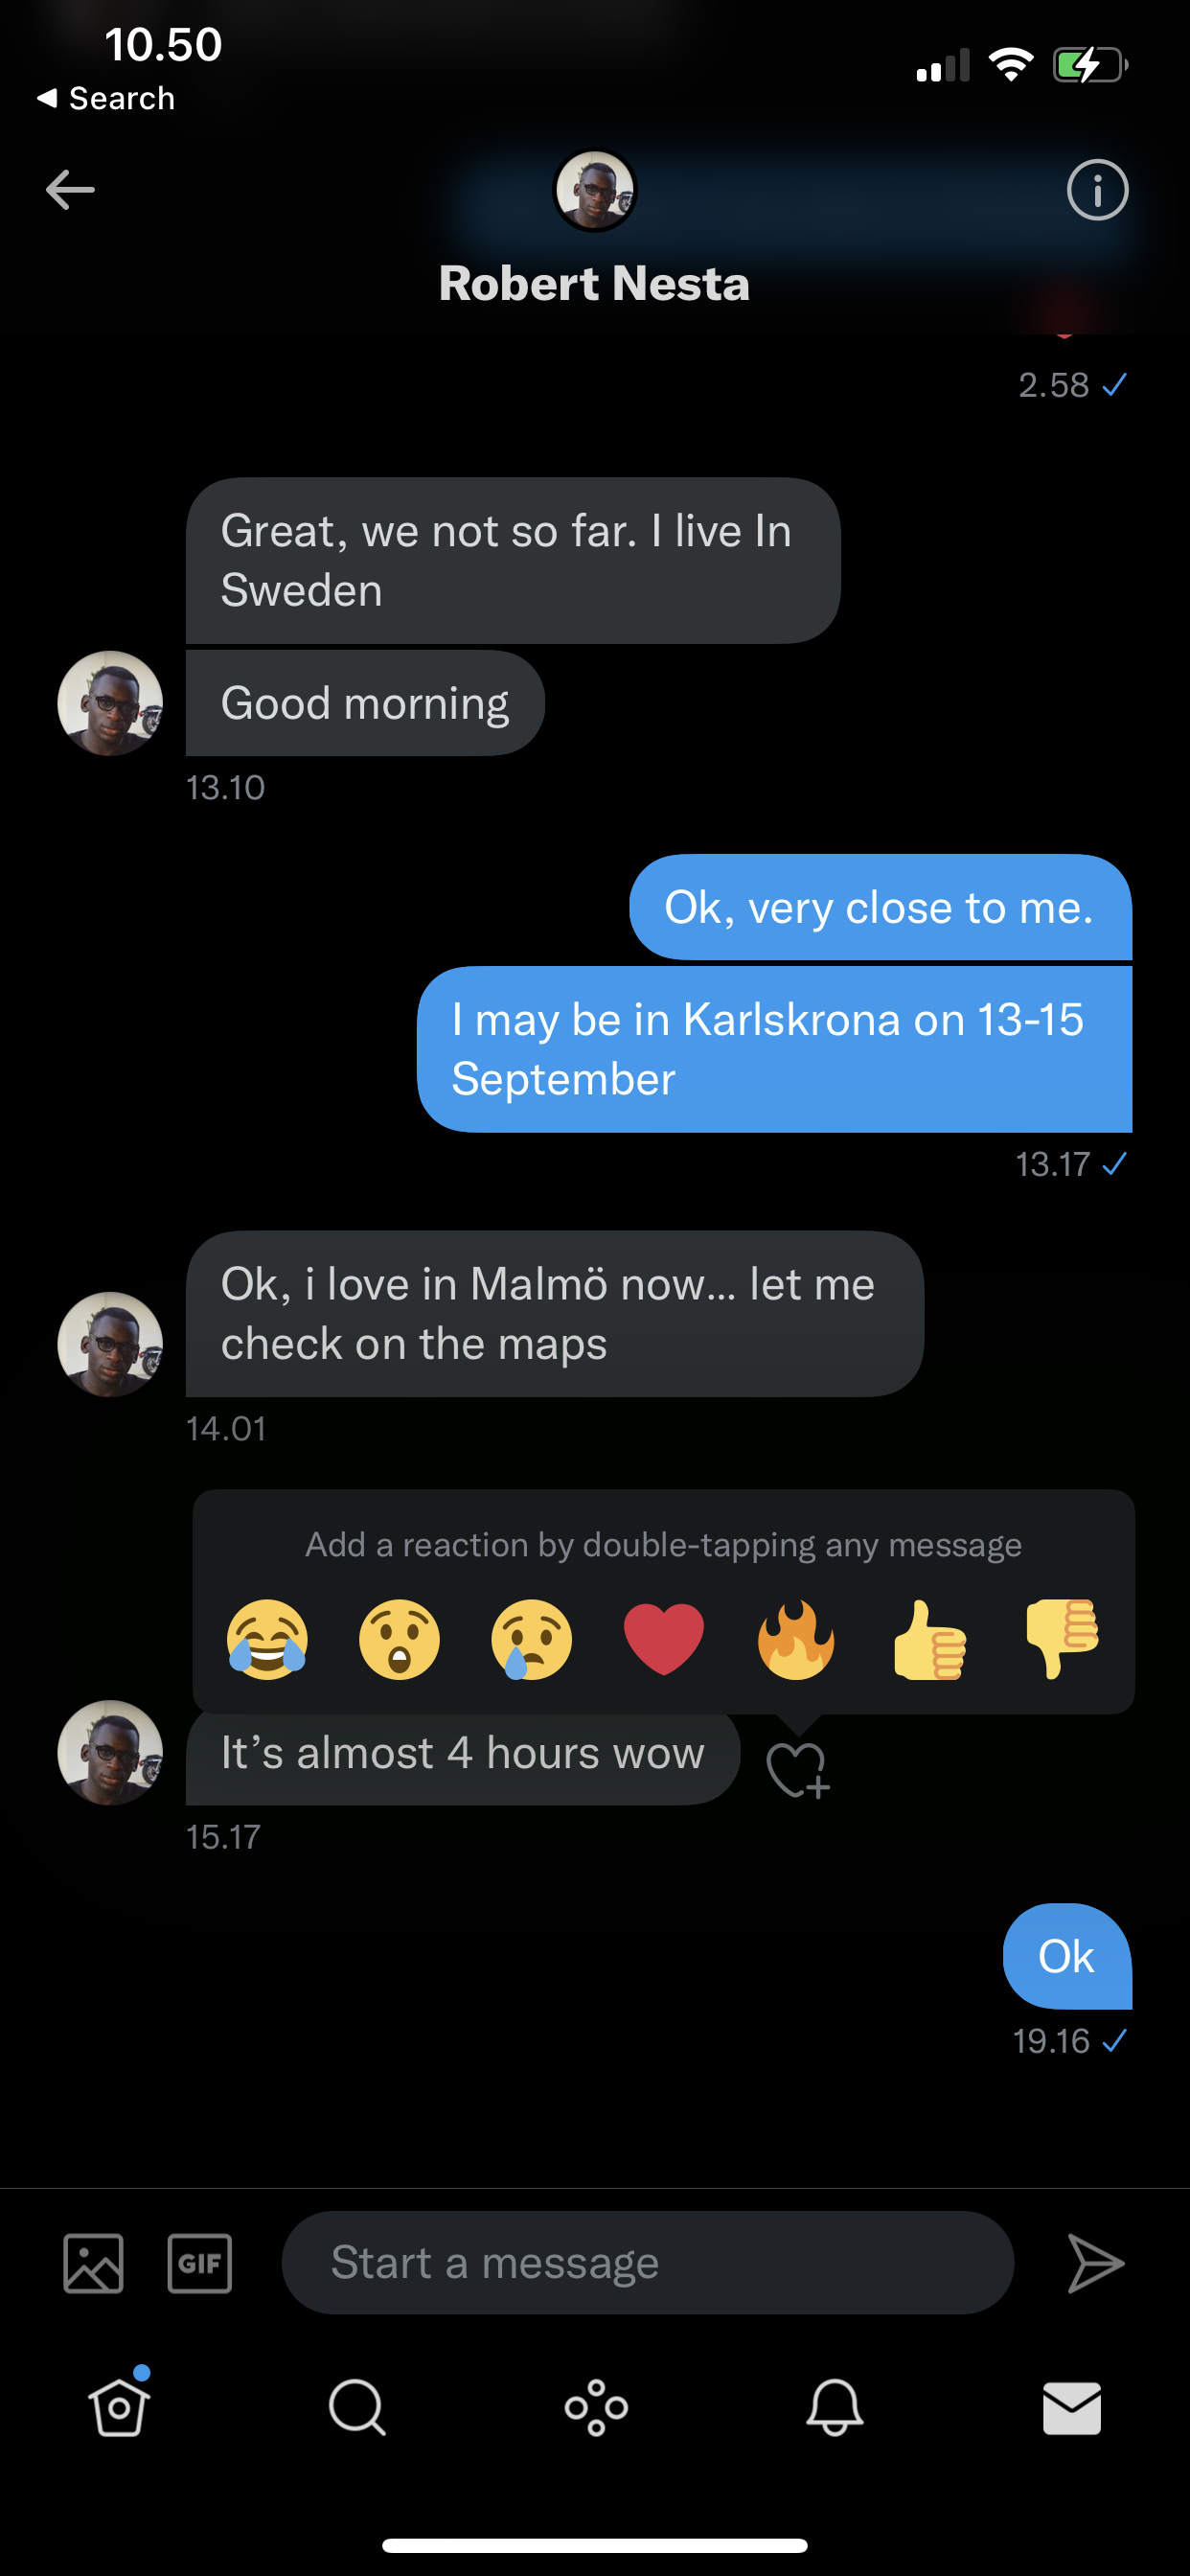 10.50
Search
Robert Nesta
2.58
Great, we not so far. I live In
Sweden
Good morning
13.10
Ok, very close to me.
I may be in Karlskrona on 13-15
September
13.17
Ok, i love in Malmö now... let me
check on the maps
14.01
Add a reaction by double-tapping any message
It’s almost 4 hours wow
15.17
Ok
19.16
GIF
Start a message